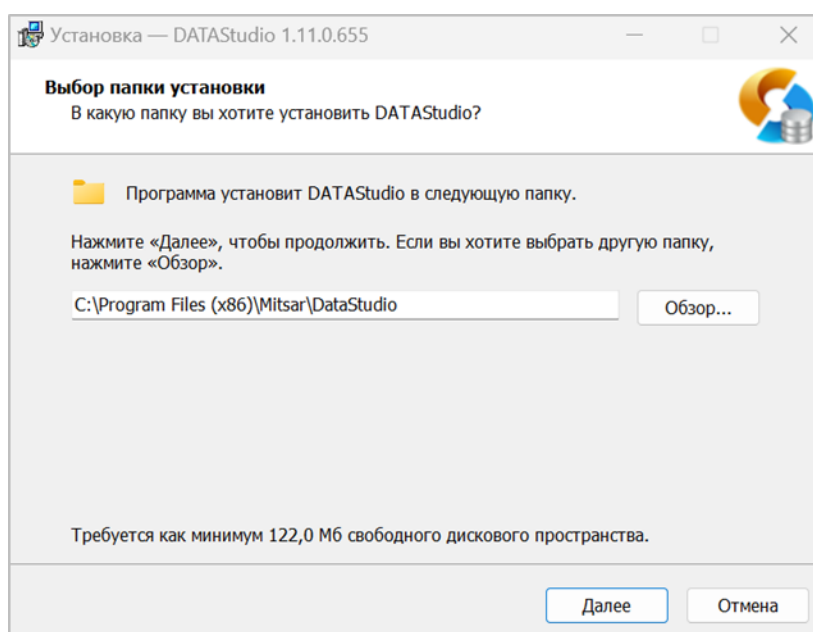 Установка — DATAStudio 1.11.0.655
Выбор папки установки
В какую папку вы хотите установить DATAStudio?
Программа установит DATAStudio в следующую папку.
Нажмите «Далее», чтобы продолжить. Если вы хотите выбрать другую папку,
нажмите «Обзор».
C:\Program Files (x86)\Mitsar\DataStudio
Обзор...
Требуется как минимум 122,0 Мб свободного дискового пространства.
Далее
Отмена